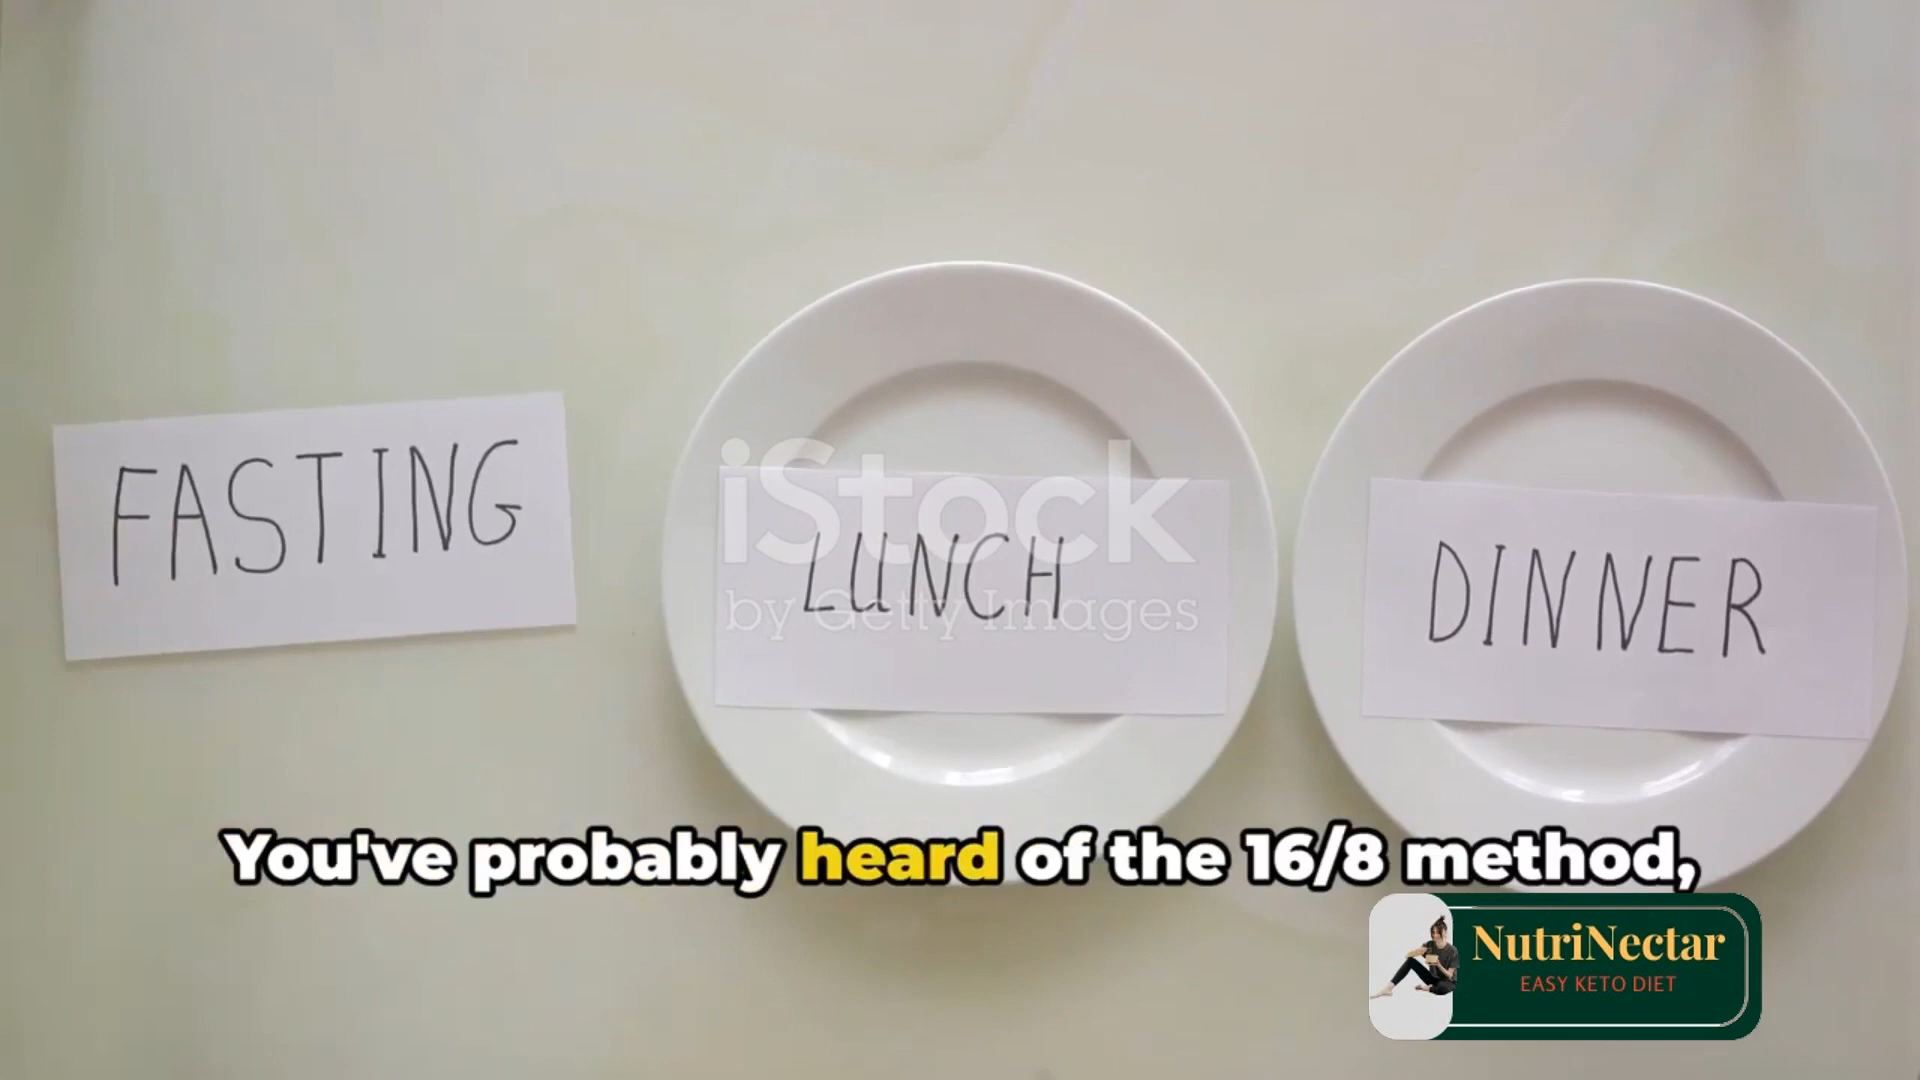 FASTING
LUNCH
DINNER
iStock
by Getty Images
You've probably heard of the 16/8 method,
NutriNectar
EASY KETO DIET